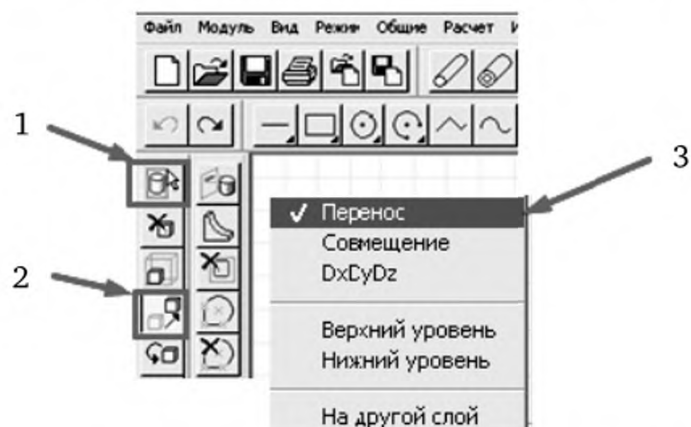 Файл Модуль Вид Режим Общие Расчет
1
3
Перенос
Совмещение
DxDyDz
2
Верхний уровень
Нижний уровень
На другой слой